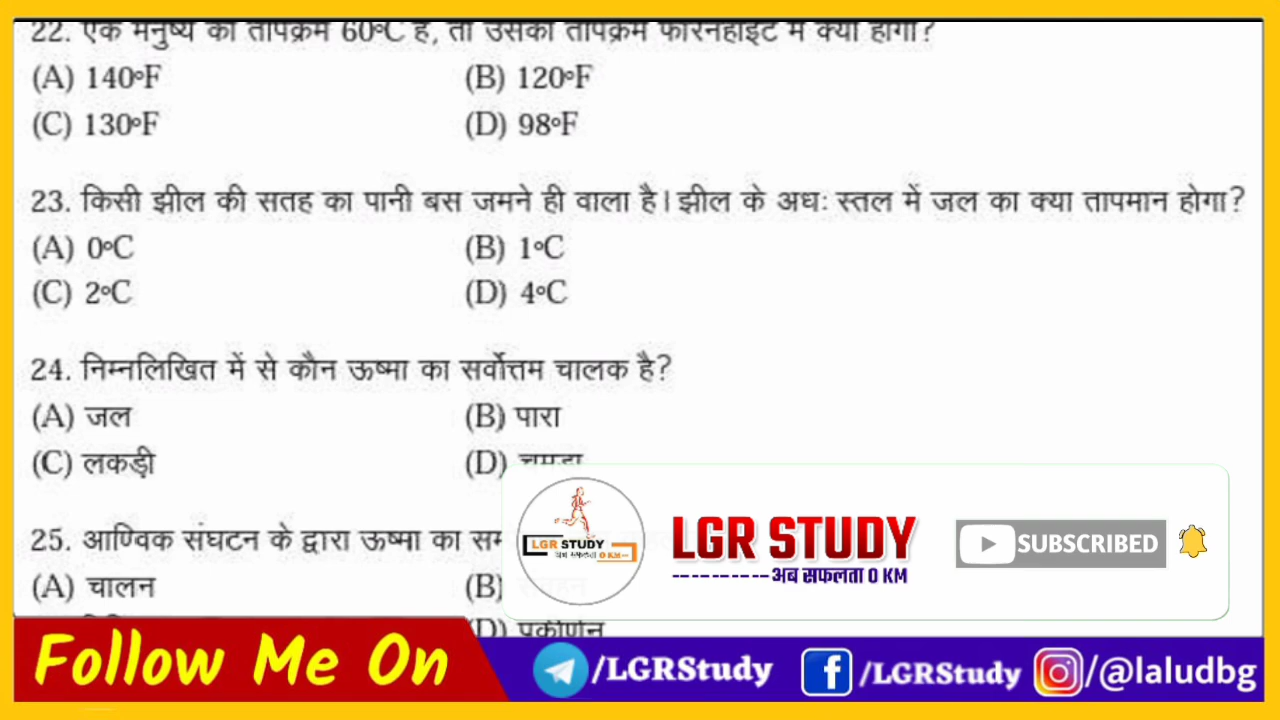 22. एक मनुष्य का तापक्रम 60°C है, तो उसका तापक्रम फारेनहाइट में क्या होगा?
(A) 140°F (B) 120°F
(C) 130°F (D) 98°F
23. किसी झील की सतह का पानी बस जमने ही वाला है। झील के अधः स्तल में जल का क्या तापमान होगा?
(A) 0°C (B) 1°C
(C) 2°C (D) 4°C
24. निम्नलिखित में से कौन ऊष्मा का सर्वोत्तम चालक है?
(A) जल (B) पारा
(C) लकड़ी (D) चमड़ा
25. आण्विक संघटन के द्वारा ऊष्मा का
(A) चालन (B)
(D) प्रकीर्णन
LGR STUDY
अब सफलता 0 KM
LGR STUDY
----------अब सफलता 0 KM
SUBSCRIBED
Follow Me On
/LGRStudy
/LGRStudy
/@laludbg